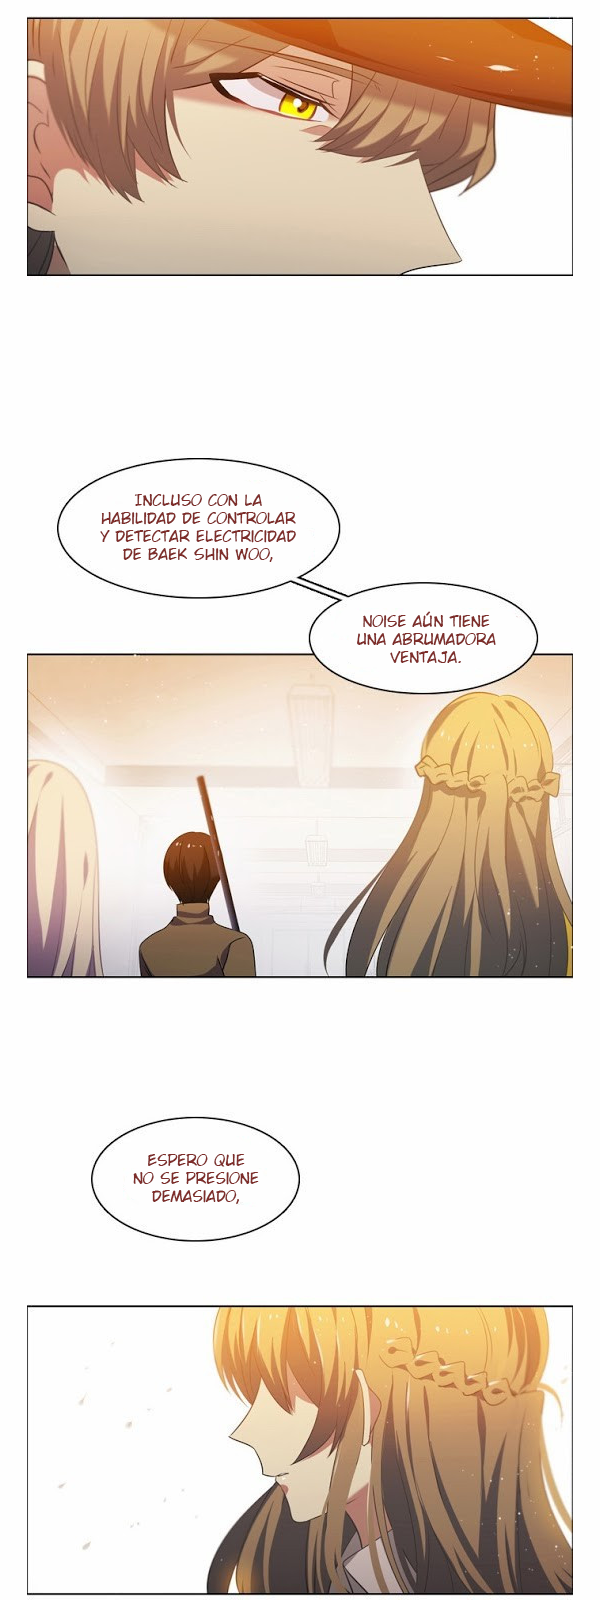 INCLUSO CON LA
HABILIDAD DE CONTROLAR
Y DETECTAR ELECTRICIDAD
DE BAEK SHIN WOO,
NOISE AÚN TIENE
UNA ABRUMADORA
VENTAJA.
ESPERO QUE
NO SE PRESIONE
DEMASIADO,